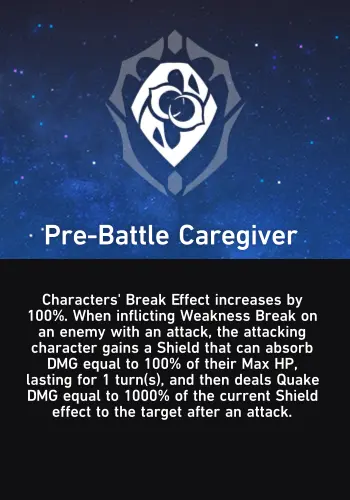 Pre-Battle Caregiver
Characters' Break Effect increases by
100%. When inflicting Weakness Break on
an enemy with an attack, the attacking
character gains a Shield that can absorb
DMG equal to 100% of their Max HP,
lasting for 1 turn(s), and then deals Quake
DMG equal to 1000% of the current Shield
effect to the target after an attack.